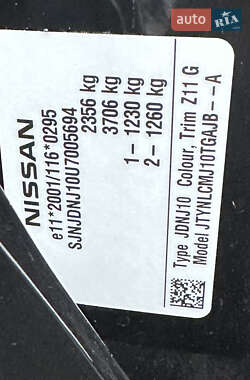 AUTO RIA
NISSAN
e11*2001/116*0295
SJNJDNJ10U7005694
2356 kg
3706 kg
1- 1230 kg
2- 1260 kg
Type JDNJ10 Colour, Trim Z11 G
Model JTYNLCMJ10TGAJB--A